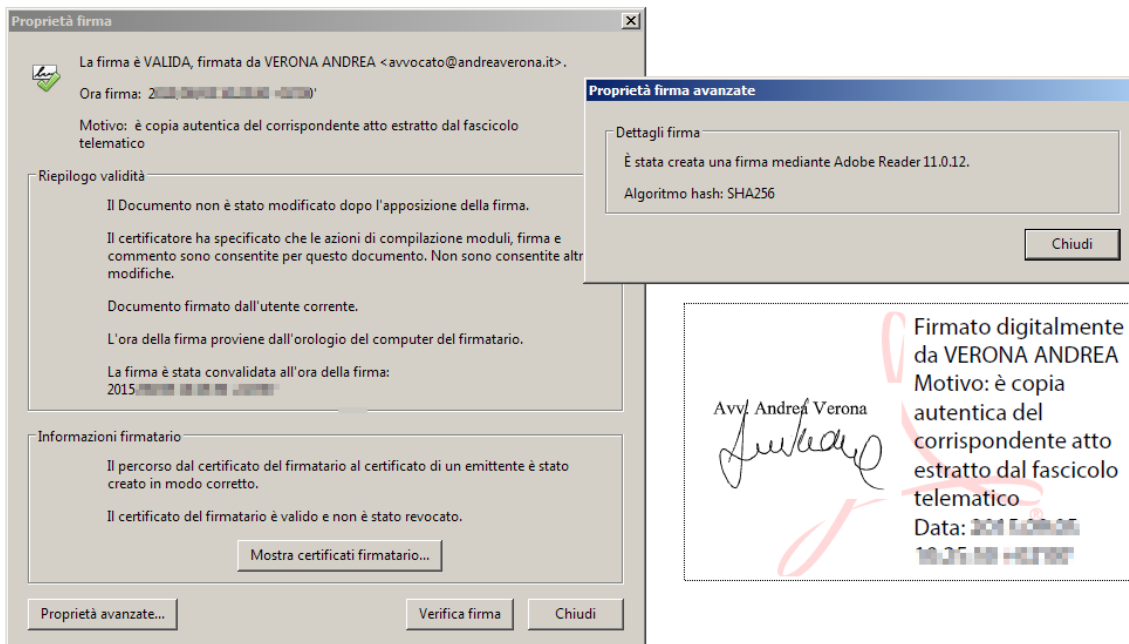 Proprietà firma
La firma è VALIDA, firmata da VERONA ANDREA <avvocato@andreaverona.it>.
Ora firma: 2
Motivo: è copia autentica del corrispondente atto estratto dal fascicolo
telematico
Riepilogo validità
Il Documento non è stato modificato dopo l'apposizione della firma.
Il certificatore ha specificato che le azioni di compilazione moduli, firma e
commento sono consentite per questo documento. Non sono consentite altr
modifiche.
Documento firmato dall'utente corrente.
L'ora della firma proviene dall'orologio del computer del firmatario.
La firma è stata convalidata all'ora della firma:
2015
Informazioni firmatario
Il percorso dal certificato del firmatario al certificato di un emittente è stato
creato in modo corretto.
Il certificato del firmatario è valido e non è stato revocato.
Mostra certificati firmatario...
Proprietà avanzate...
Verifica firma
Chiudi
Proprietà firma avanzate
Dettagli firma
È stata creata una firma mediante Adobe Reader 11.0.12.
Algoritmo hash: SHA256
Chiudi
Avv. Andrea Verona
Firmato digitalmente
da VERONA ANDREA
Motivo: è copia
autentica del
corrispondente atto
estratto dal fascicolo
telematico
Data: